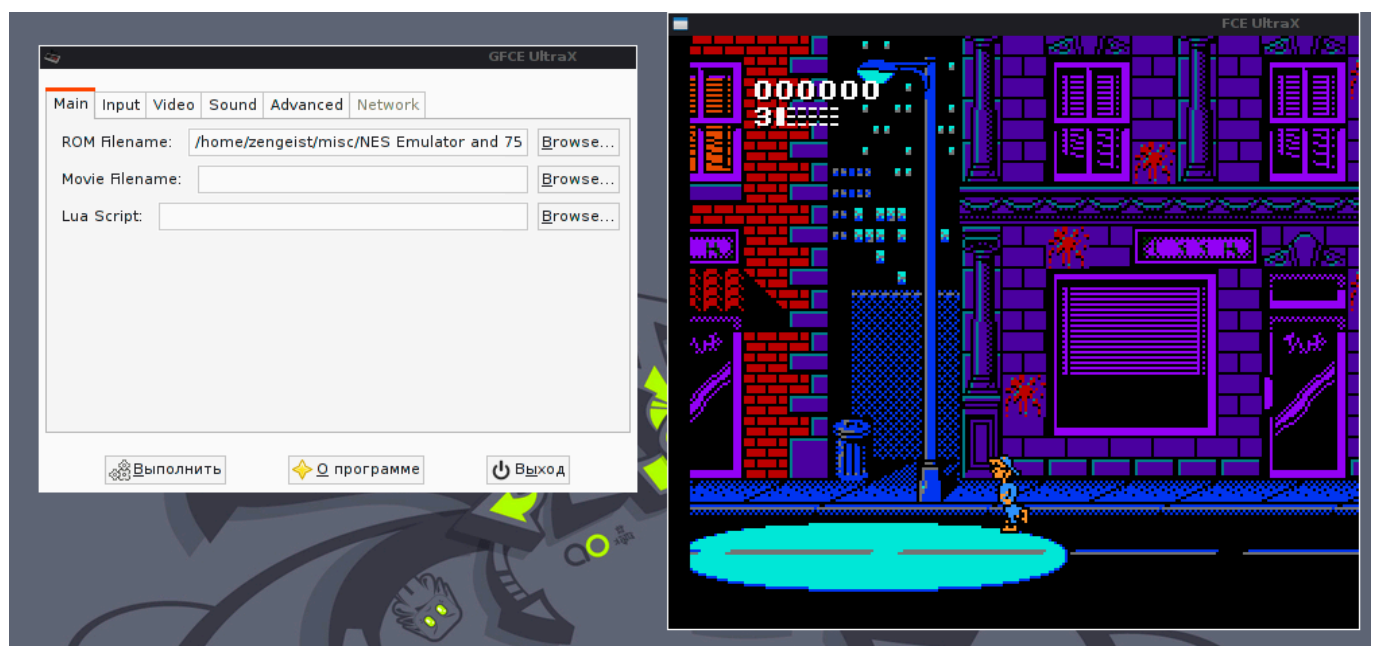 GFCE UltraX
Main Input Video Sound Advanced Network
ROM Filename: /home/zengeist/misc/NES Emulator and 75 Browse...
Movie Filename: Browse...
Lua Script: Browse...
Выполнить О программе Выход
FCE UltraX
000000
3